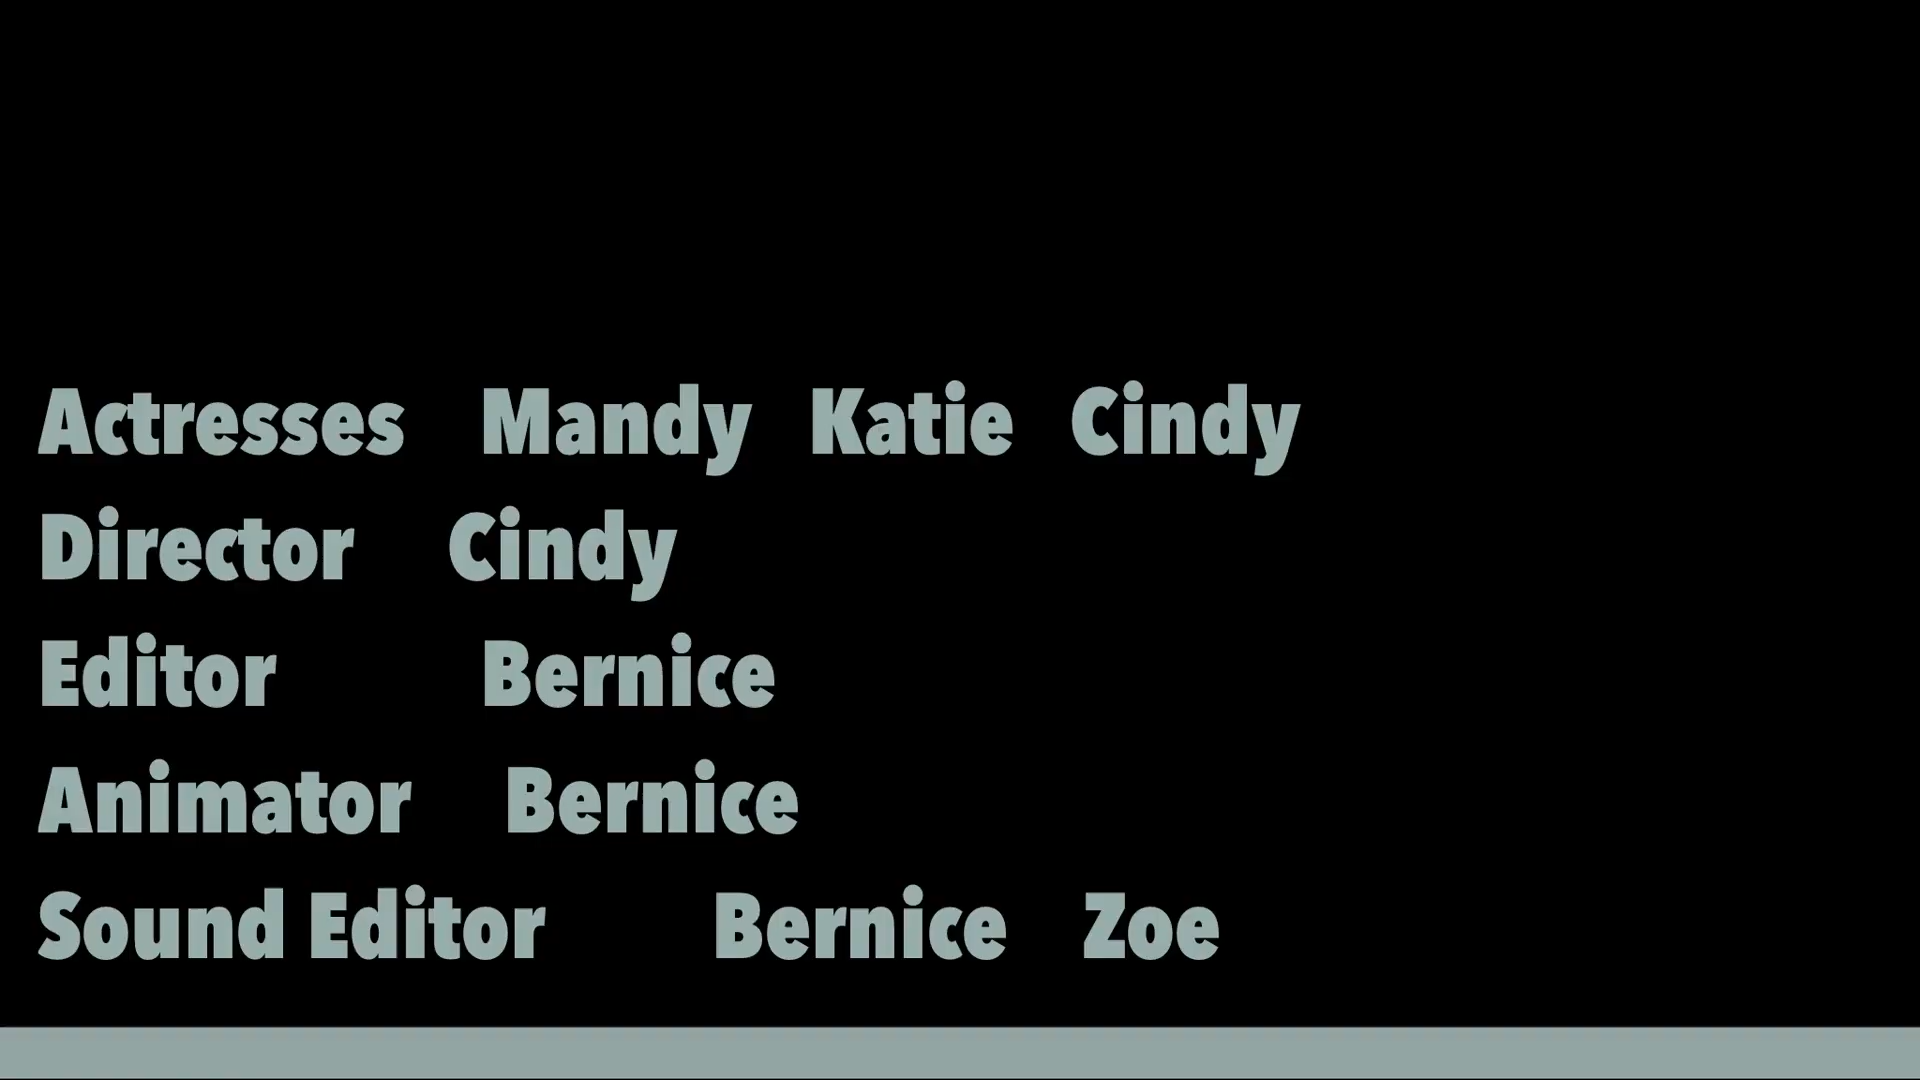 Actresses Mandy Katie Cindy
Director Cindy
Editor Bernice
Animator Bernice
Sound Editor Bernice Zoe